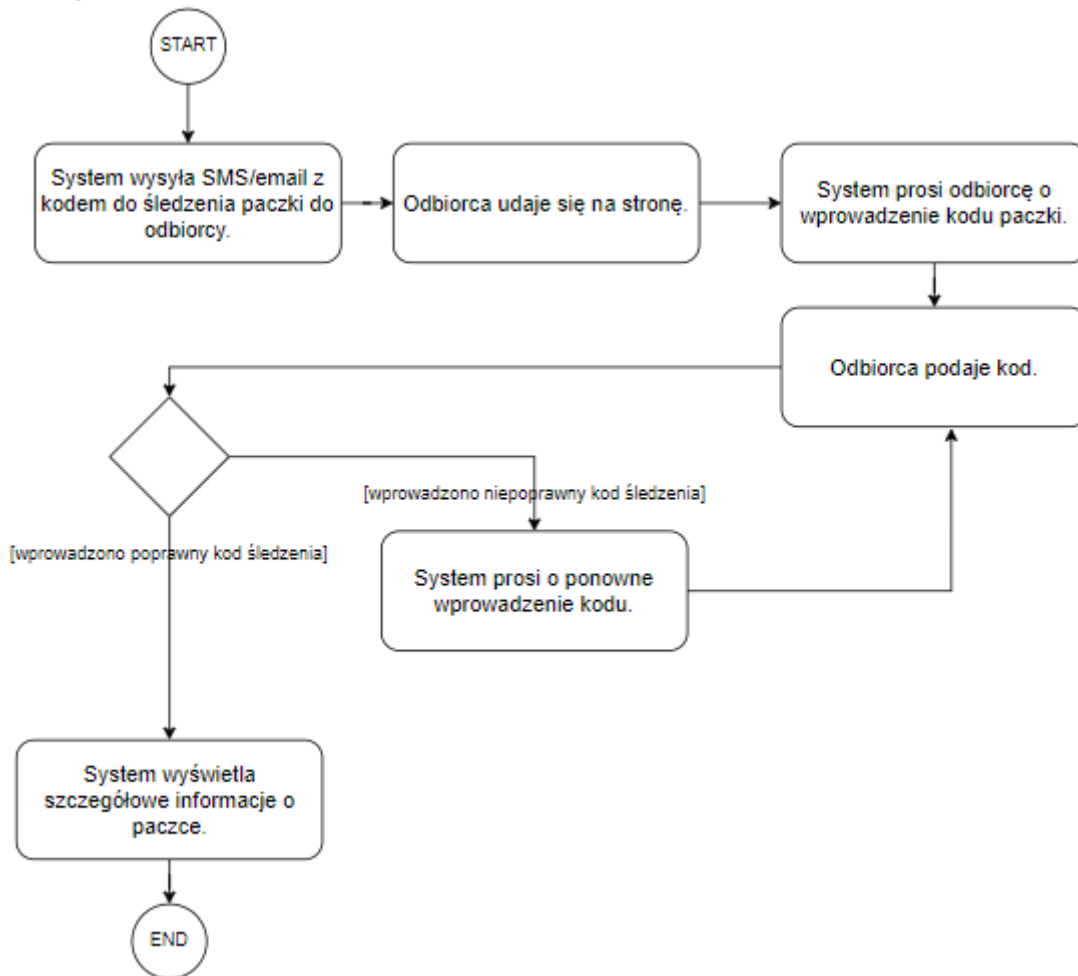 START
System wysyła SMS/email z
kodem do śledzenia paczki do
odbiorcy.
Odbiorca udaje się na stronę.
System prosi odbiorcę o
wprowadzenie kodu paczki.
Odbiorca podaje kod.
[wprowadzono niepoprawny kod śledzenia]
[wprowadzono poprawny kod śledzenia]
System prosi o ponowne
wprowadzenie kodu.
System wyświetla
szczegółowe informacje o
paczce.
END